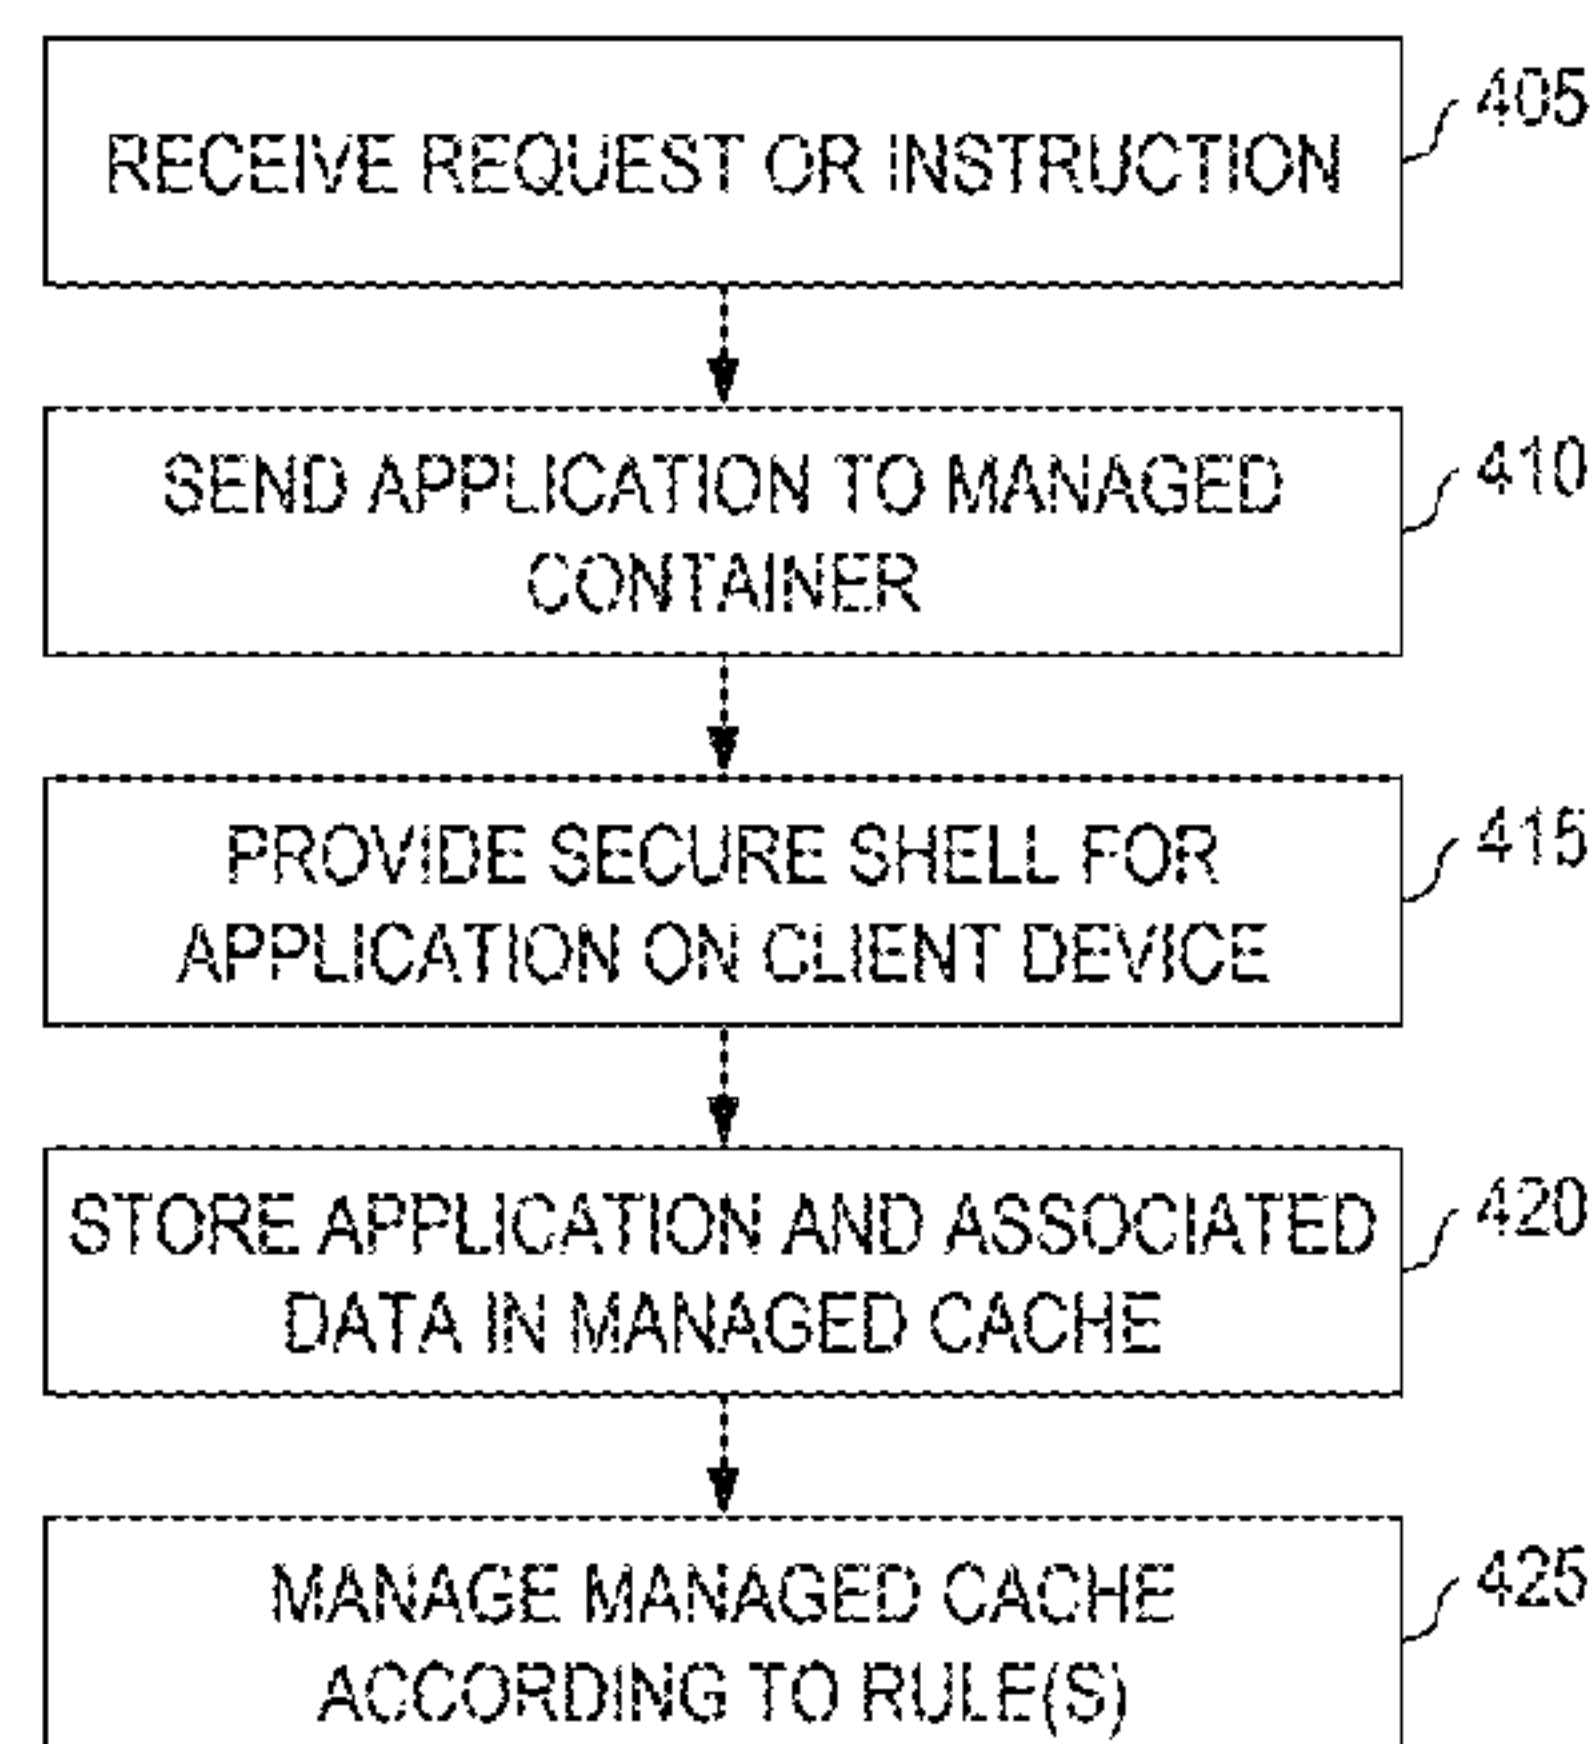 RECEIVE REQUEST OR INSTRUCTION
405
SEND APPLICATION TO MANAGED
CONTAINER
410
PROVIDE SECURE SHELL FOR
APPLICATION ON CLIENT DEVICE
415
STORE APPLICATION AND ASSOCIATED
DATA IN MANAGED CACHE
420
MANAGE MANAGED CACHE
ACCORDING TO RULE(S)
425